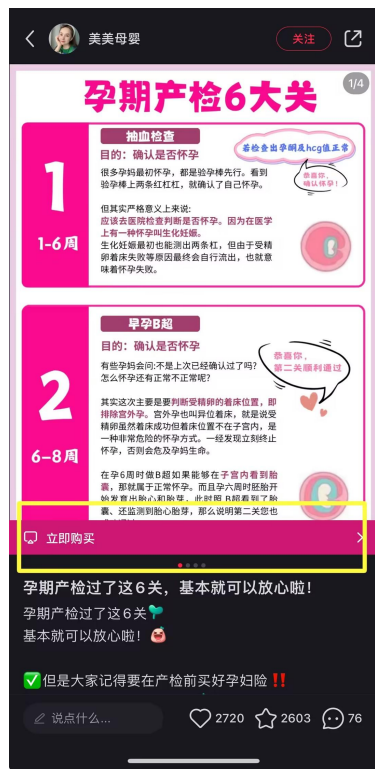 美美母婴
关注
1/4
孕期产检6大关
抽血检查
目的：确认是否怀孕
若检查出孕酮及hcg值正常
很多孕妈最初怀孕，都是验孕棒先行。看到
验孕棒上两条红杠杠，就确认了自己怀孕。
恭喜你，
确认怀孕！
但其实严格意义上来说：
应该去医院检查判断是否怀孕。因为在医学
上有一种怀孕叫生化妊娠。
生化妊娠最初也能测出两条杠，但由于受精
卵着床失败等原因最终会自行流出，也就意
味着怀孕失败。
1
1-6周
早孕B超
目的：确认是否怀孕
有些孕妈会问:不是上次已经确认过了吗？
怎么怀孕还有正常不正常呢？
恭喜你，
第二关顺利通过
其实这次主要是要判断受精卵的着床位置，即
排除宫外孕。宫外孕也叫异位着床，就是说受
精卵虽然着床成功但着床位置不在子宫内，是
一种非常危险的怀孕方式。一经发现立刻终止
怀孕，否则会危及孕妈生命。
2
6-8周
在孕6周时做B超如果能够在子宫内看到胎
囊，那就属于正常怀孕。而且孕六周时胚胎开
始发育出胎心和胎芽，此时照 B超看到了胎
囊、还监测到胎心胎芽，那么说明第二关您也
立即购买
孕期产检过了这6关，基本就可以放心啦！
孕期产检过了这6关
基本就可以放心啦！
但是大家记得要在产检前买好孕妇险‼️
说点什么...
2720
2603
76